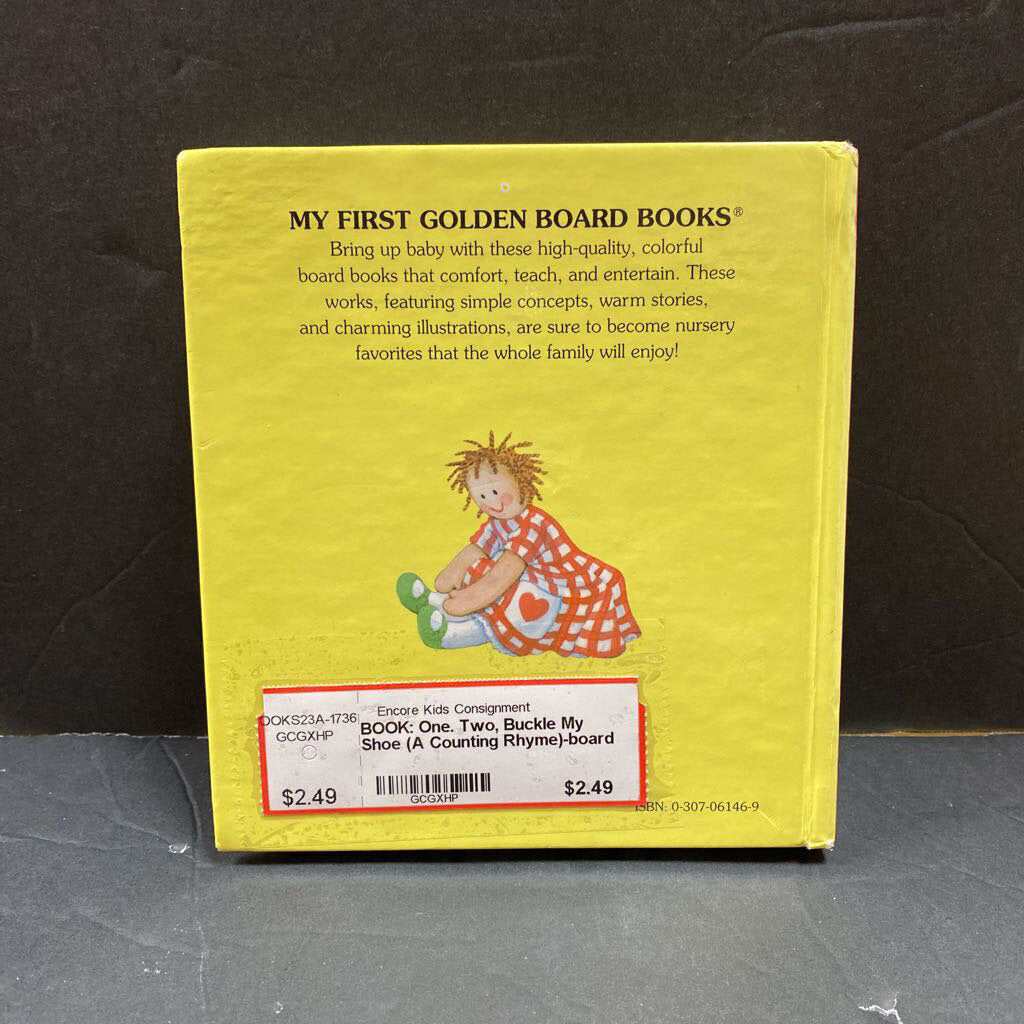 MY FIRST GOLDEN BOARD BOOKS®
Bring up baby with these high-quality, colorful
board books that comfort, teach, and entertain. These
works, featuring simple concepts, warm stories,
and charming illustrations, are sure to become nursery
favorites that the whole family will enjoy!
OOKS23A-1736
GCGXHP
$2.49
Encore Kids Consignment
BOOK: One. Two, Buckle My
Shoe (A Counting Rhyme)-board
GCGXHP
$2.49
ISBN: 0-307-06146-9